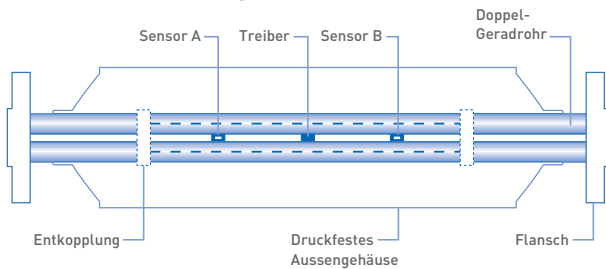 Doppel-
Geradrohr
Sensor A
Treiber
Sensor B
Entkopplung
Druckfestes
Aussengehäuse
Flansch